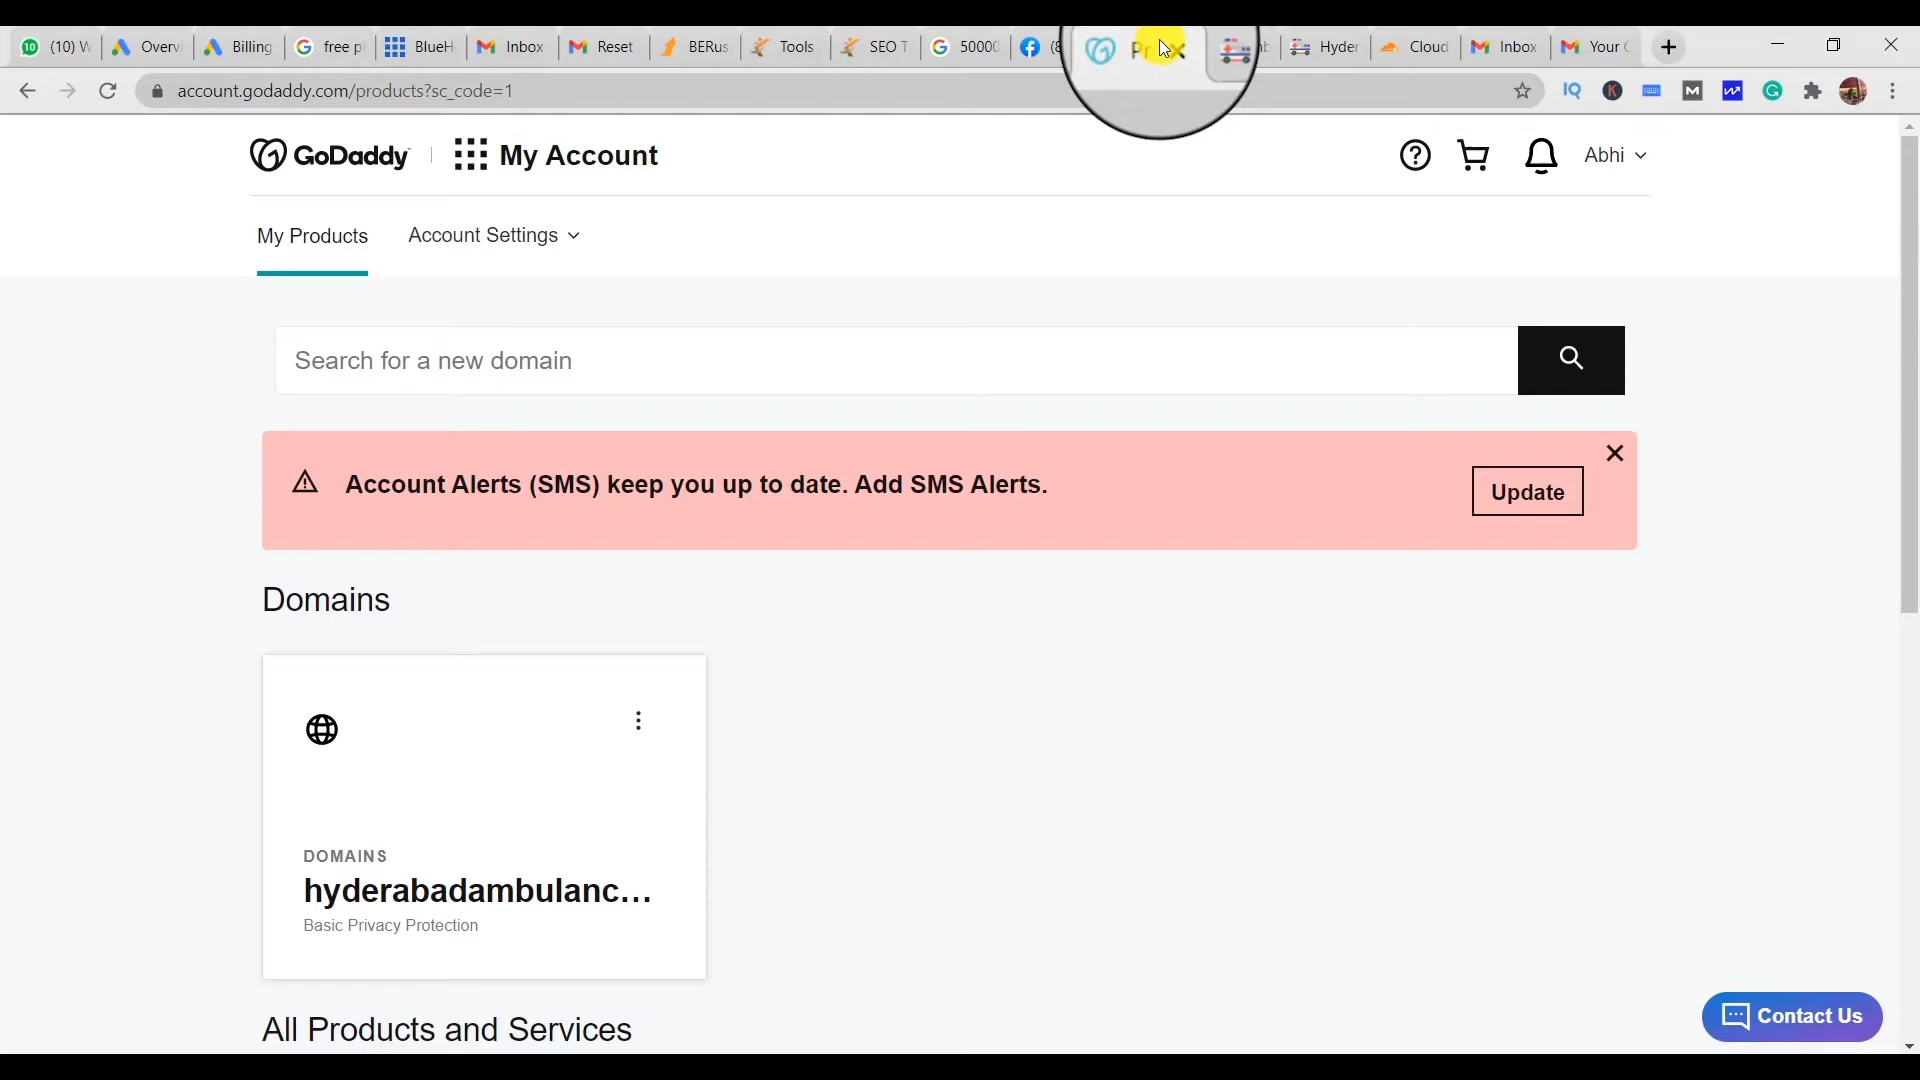 (10) W
Overvi
Billing
free p
BlueH
Inbox
Reset
BERus
Tools
SEO T
50000
Hyder
Cloud
Inbox
Your
account.godaddy.com/products?sc_code=1
GoDaddy
My Account
Abhi
My Products
Account Settings
Search for a new domain
Account Alerts (SMS) keep you up to date. Add SMS Alerts.
Update
Domains
DOMAINS
hyderabadambulanc...
Basic Privacy Protection
All Products and Services
Contact Us